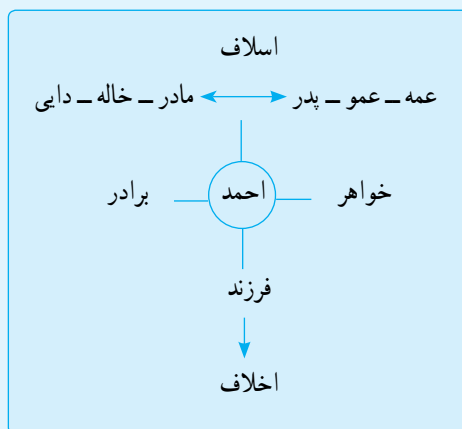 اسلاف
عمه – عمو – پدر مادر – خاله – دایی
خواهر احمد برادر
فرزند
اخلاف